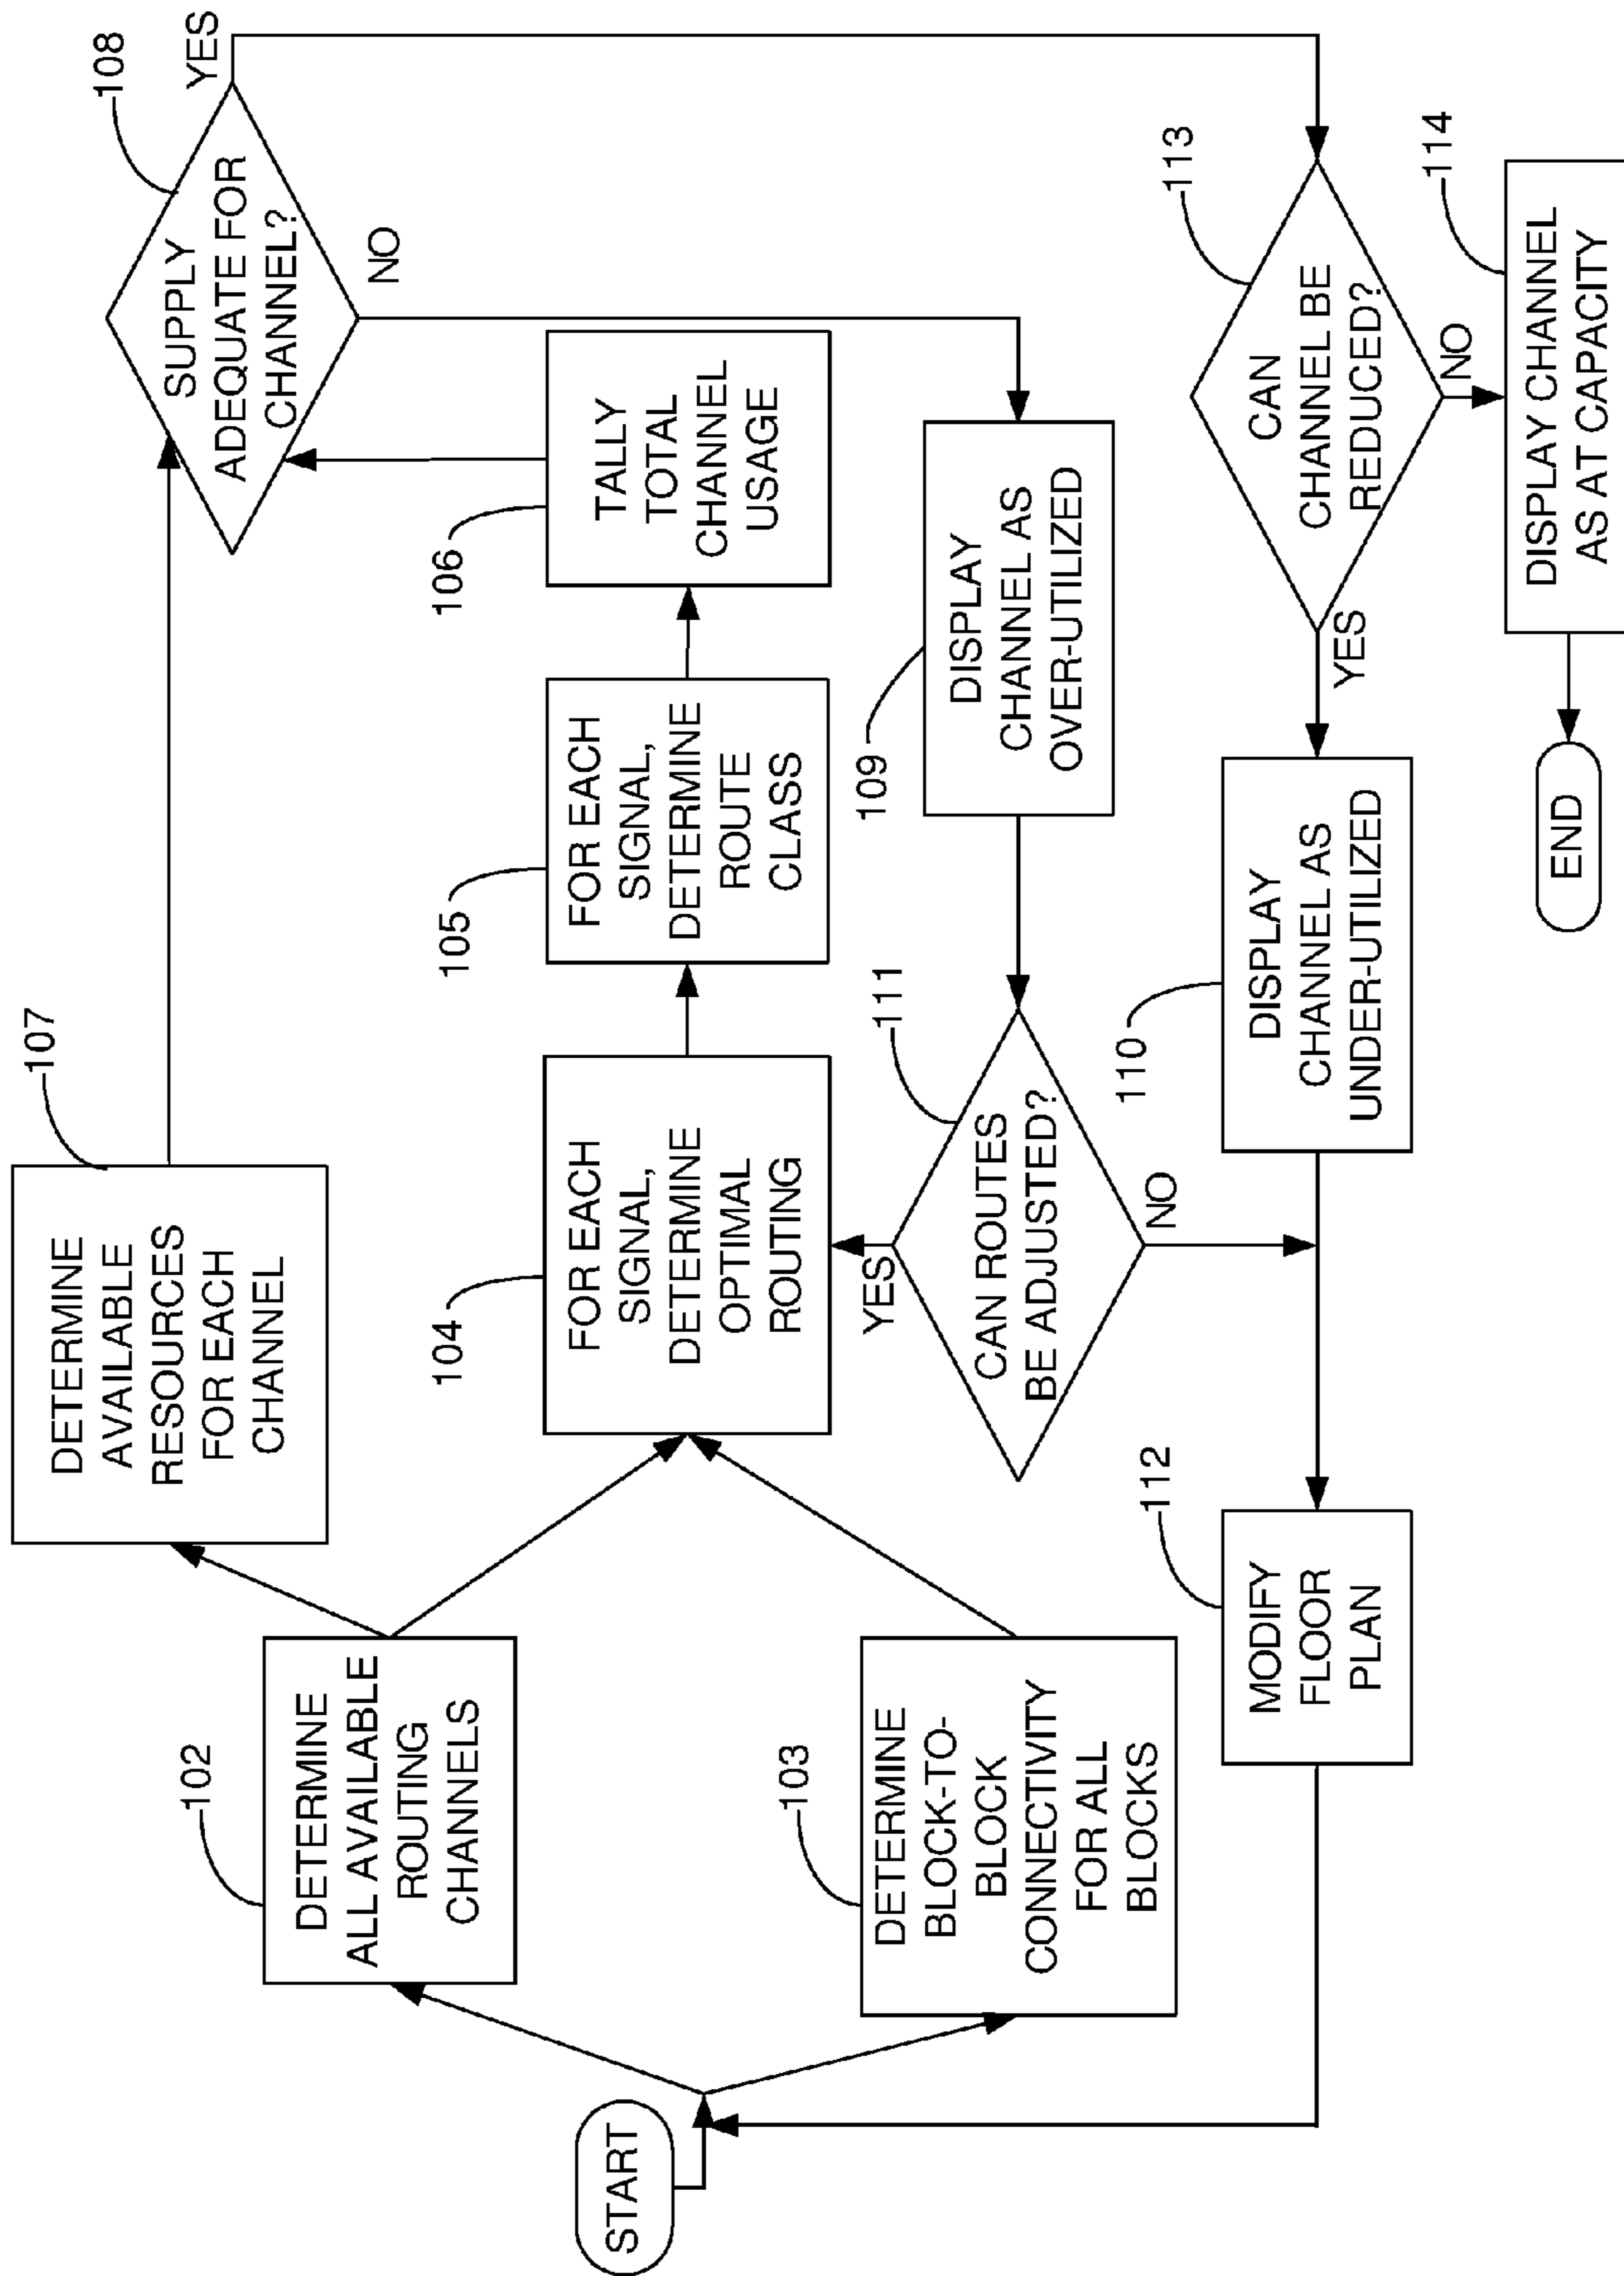 START
102
DETERMINE
ALL AVAILABLE
ROUTING
CHANNELS
103
DETERMINE
BLOCK-TO-
BLOCK
CONNECTIVITY
FOR ALL
BLOCKS
107
DETERMINE
AVAILABLE
RESOURCES
FOR EACH
CHANNEL
104
FOR EACH
SIGNAL,
DETERMINE
OPTIMAL
ROUTING
105
FOR EACH
SIGNAL,
DETERMINE
ROUTE
CLASS
106
TALLY
TOTAL
CHANNEL
USAGE
108
SUPPLY
ADEQUATE FOR
CHANNEL?
YES
NO
109
DISPLAY
CHANNEL AS
OVER-UTILIZED
111
CAN ROUTES
BE ADJUSTED?
YES
NO
112
MODIFY
FLOOR
PLAN
110
DISPLAY
CHANNEL AS
UNDER-UTILIZED
113
CAN
CHANNEL BE
REDUCED?
YES
NO
114
DISPLAY CHANNEL
AS AT CAPACITY
END